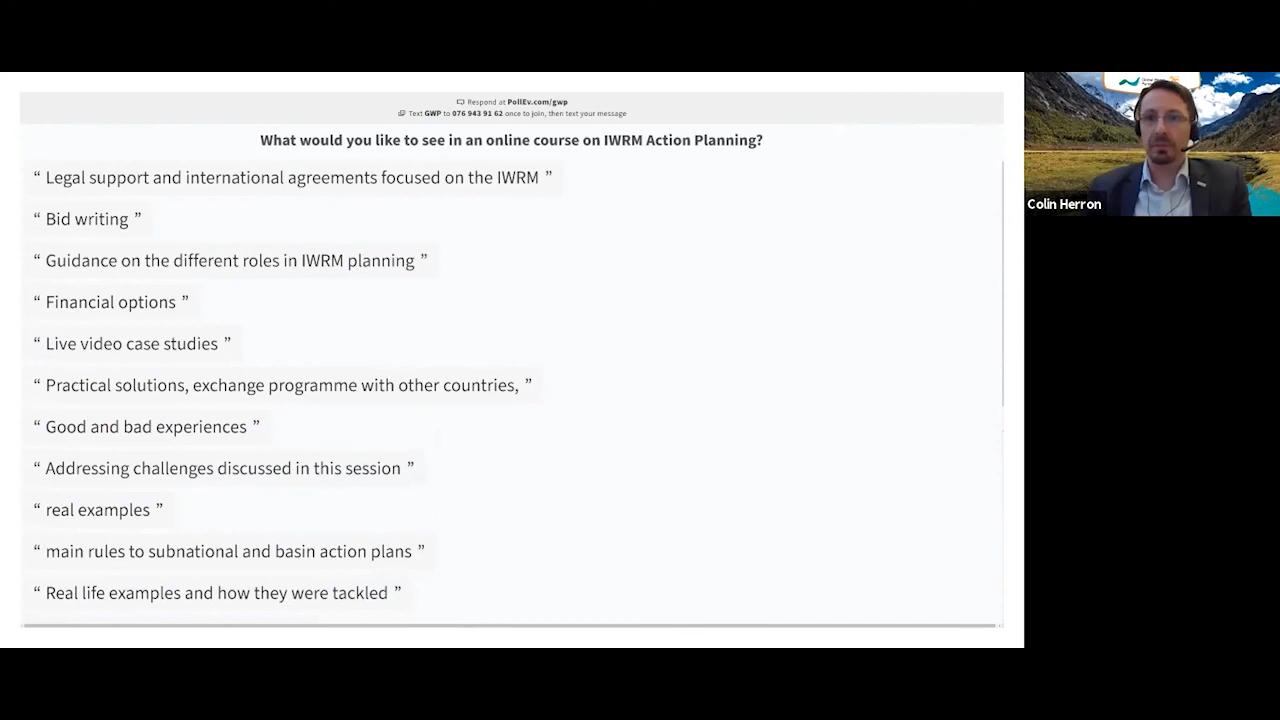 Respond at PollEv.com/gwp
Text GWP to 076 943 91 62 once to join, then text your message
What would you like to see in an online course on IWRM Action Planning?
“ Legal support and international agreements focused on the IWRM ”
“ Bid writing ”
“ Guidance on the different roles in IWRM planning ”
“ Financial options ”
“ Live video case studies ”
“ Practical solutions, exchange programme with other countries, ”
“ Good and bad experiences ”
“ Addressing challenges discussed in this session ”
“ real examples ”
“ main rules to subnational and basin action plans ”
“ Real life examples and how they were tackled ”
Colin Herron